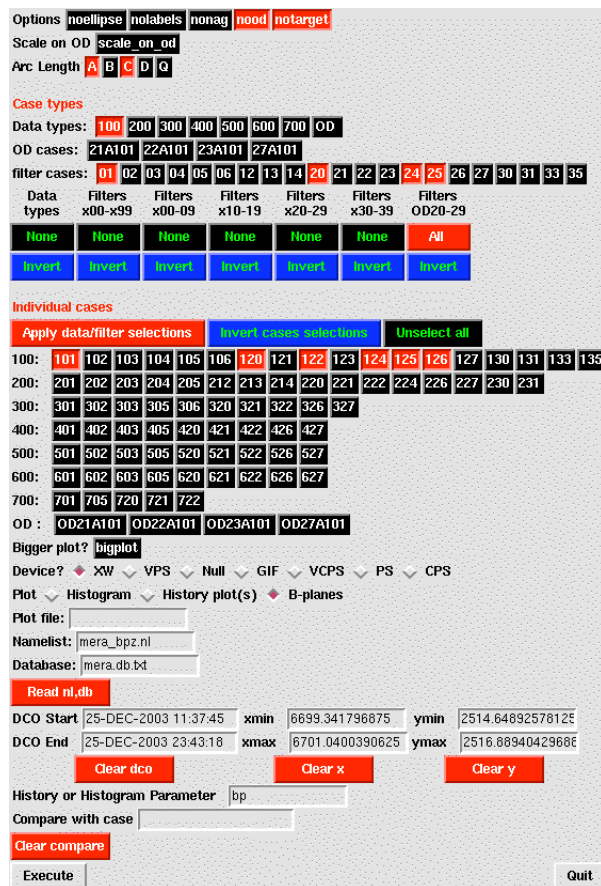 Options noellipse nolabels nonag nood notarget
Scale on OD scale_on_od
Arc Length A B C D Q
Case types
Data types: 100 200 300 400 500 600 700 OD
OD cases: 21A101 22A101 23A101 27A101
filter cases: 01 02 03 04 05 06 12 13 14 20 21 22 23 24 25 26 27 30 31 33 35
Data Filters Filters Filters Filters Filters Filters
types x00-x99 x00-09 x10-19 x20-29 x30-39 OD20-29
None None None None None None All
Invert Invert Invert Invert Invert Invert Invert
Individual cases
Apply data/filter selections Invert cases selections Unselect all
100: 101 102 103 104 105 106 120 121 122 123 124 125 126 127 130 131 133 135
200: 201 202 203 204 205 212 213 214 220 221 222 224 226 227 230 231
300: 301 302 303 305 306 320 321 322 326 327
400: 401 402 403 405 420 421 422 426 427
500: 501 502 503 505 520 521 522 526 527
600: 601 602 603 605 620 621 622 626 627
700: 701 705 720 721 722
OD : OD21A101 OD22A101 OD23A101 OD27A101
Bigger plot? bigplot
Device? XW VPS Null GIF VCPS PS CPS
Plot Histogram History plot(s) B-planes
Plot file:
Namelist: mera_bpz.nl
Database: mera.db.txt
Read nl,db
DCO Start 25-DEC-2003 11:37:45 xmin 6699.341796875 ymin 2514.64892578125
DCO End 25-DEC-2003 23:43:18 xmax 6701.0400390625 ymax 2516.88940429688
Clear dco Clear x Clear y
History or Histogram Parameter bp
Compare with case
Clear compare
Execute Quit